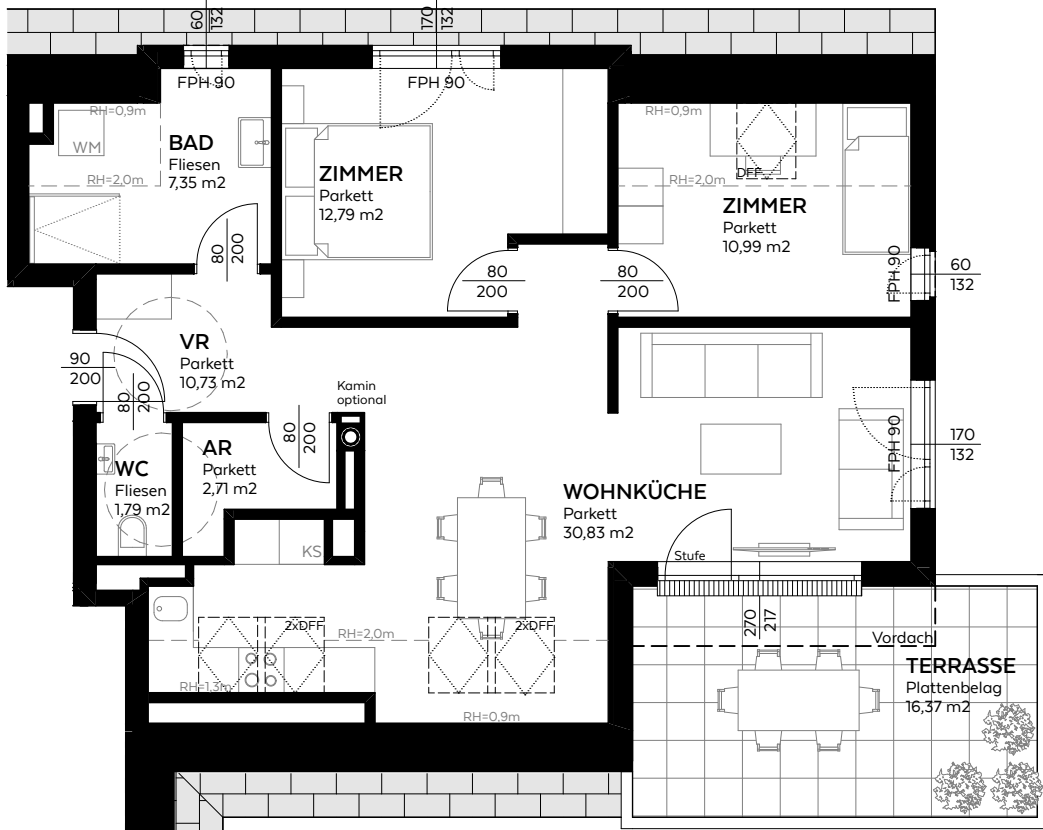 60
132
170
132
FPH 90
FPH 90
RH=0,9m
WM
BAD
Fliesen
7,35 m2
RH=2,0m
ZIMMER
Parkett
12,79 m2
RH=0,9m
DFF
RH=2,0m
ZIMMER
Parkett
10,99 m2
80
200
80
200
80
200
FPH 90
60
132
VR
Parkett
10,73 m2
90
200
80
200
Kamin
optional
80
200
AR
Parkett
2,71 m2
WC
Fliesen
1,79 m2
FPH 90
170
132
WOHNKÜCHE
Parkett
30,83 m2
KS
Stufe
2xDFF
RH=2,0m
2xDFF
270
217
Vordach
TERRASSE
Plattenbelag
16,37 m2
RH=1,3m
RH=0,9m